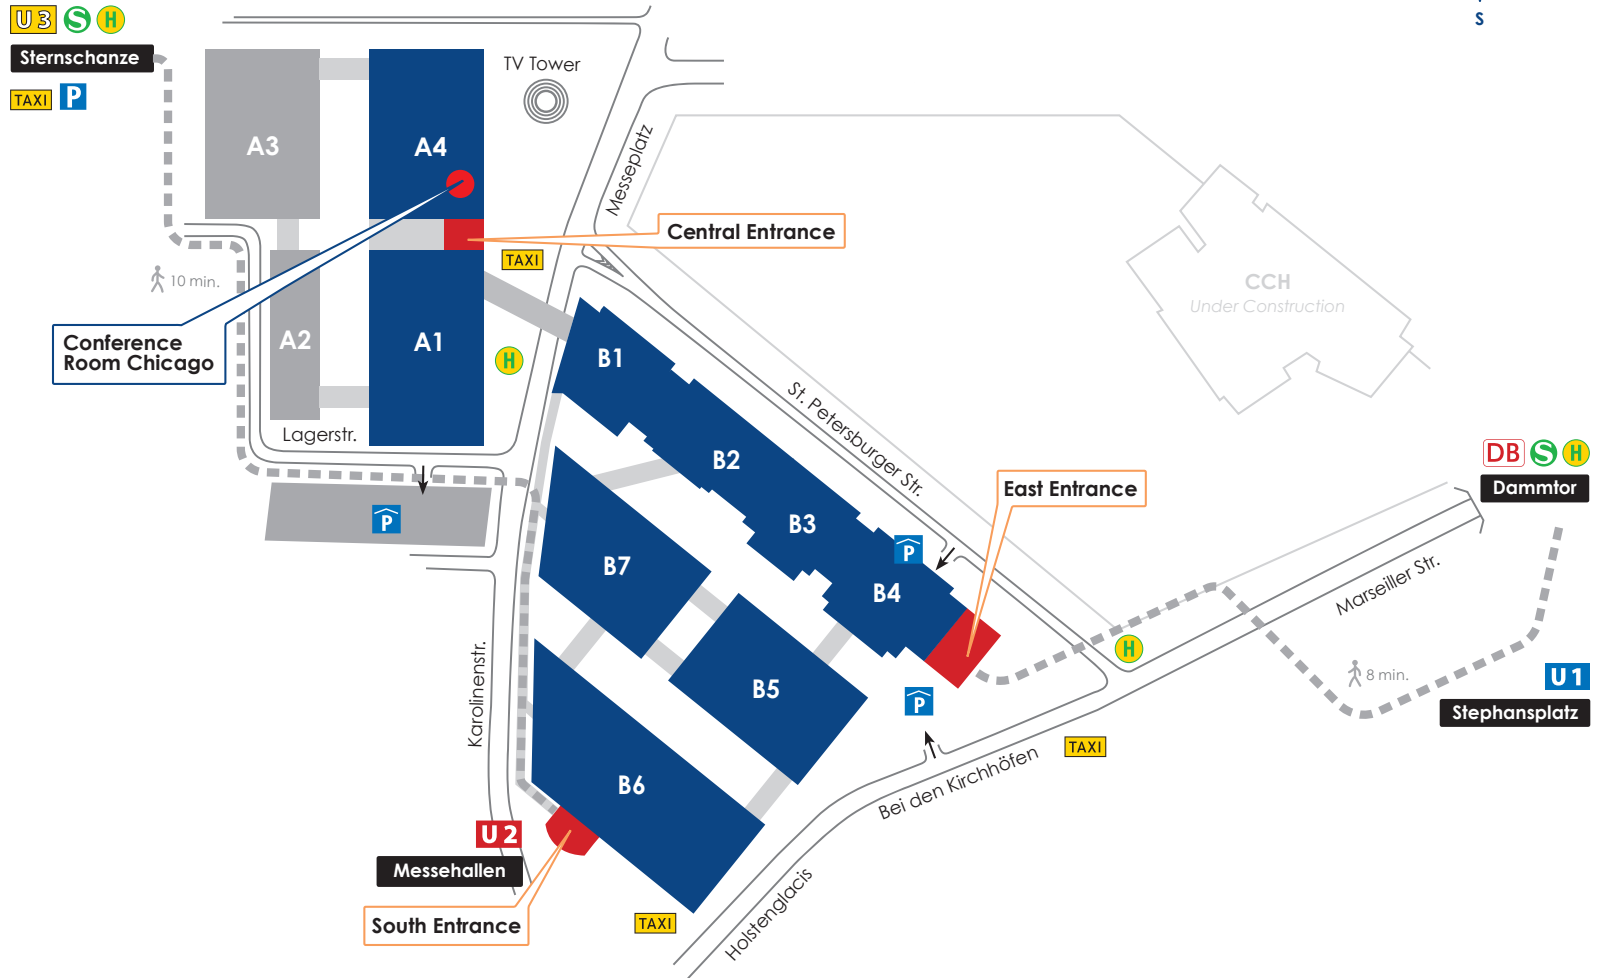 U3 S H
S
Sternschanze
TAXI P
TV Tower
A3
A4
Messeplatz
Central Entrance
TAXI
10 min.
CCH
Under Construction
Conference
Room Chicago
A2
A1
H
B1
St. Petersburger Str.
Lagerstr.
B2
DB S H
Dammtor
East Entrance
P
B3
P
B7
B4
Marseiller Str.
Karolinenstr.
H
8 min.
U1
Stephansplatz
B5
P
TAXI
B6
Bei den Kirchhöfen
U2
Messehallen
South Entrance
TAXI
Holstenglacis